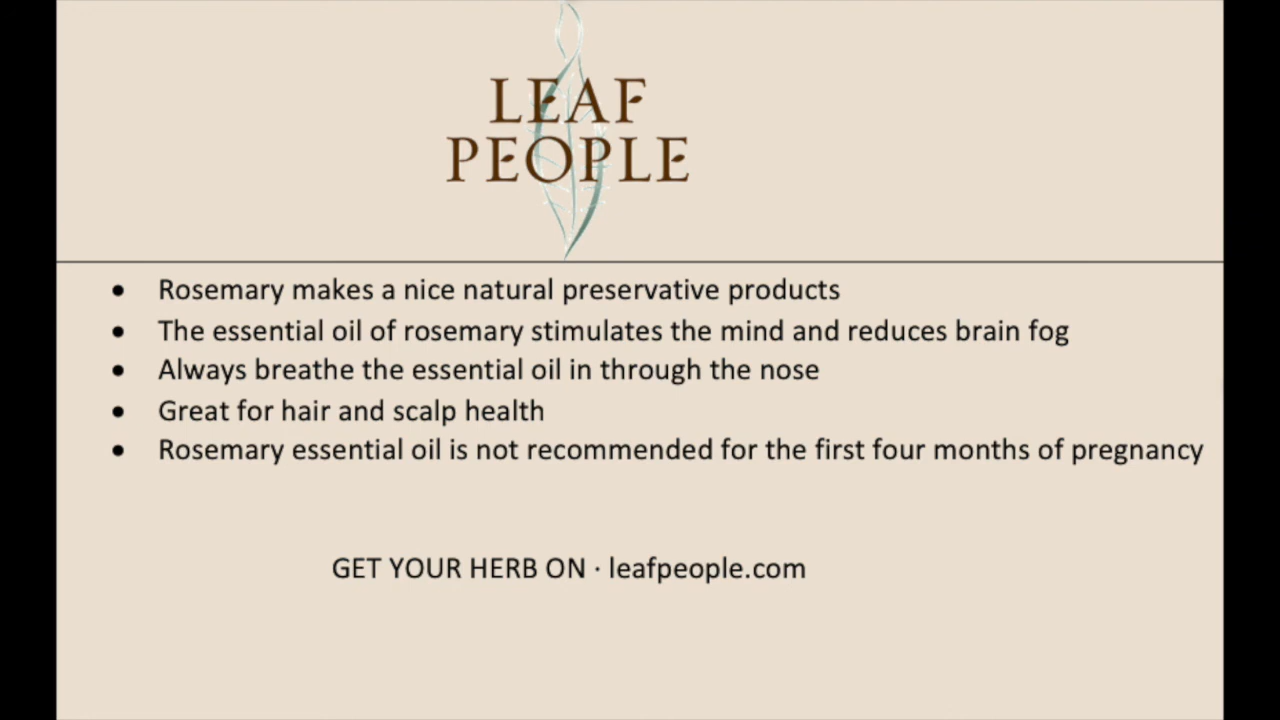 LEAF
PEOPLE
• Rosemary makes a nice natural preservative products
• The essential oil of rosemary stimulates the mind and reduces brain fog
• Always breathe the essential oil in through the nose
• Great for hair and scalp health
• Rosemary essential oil is not recommended for the first four months of pregnancy
GET YOUR HERB ON · leafpeople.com